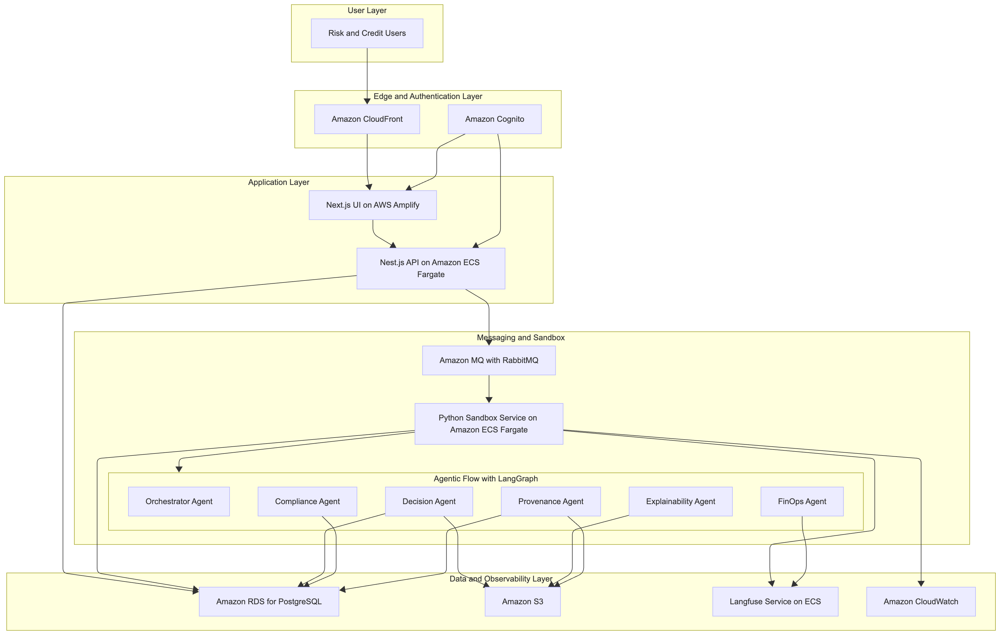 User Layer
Risk and Credit Users
Edge and Authentication Layer
Amazon CloudFront
Amazon Cognito
Application Layer
Next.js UI on AWS Amplify
Nest.js API on Amazon ECS
Fargate
Messaging and Sandbox
Amazon MQ with RabbitMQ
Python Sandbox Service on
Amazon ECS Fargate
Agentic Flow with LangGraph
Orchestrator Agent
Compliance Agent
Decision Agent
Provenance Agent
Explainability Agent
FinOps Agent
Data and Observability Layer
Amazon RDS for PostgreSQL
Amazon S3
Langfuse Service on ECS
Amazon CloudWatch